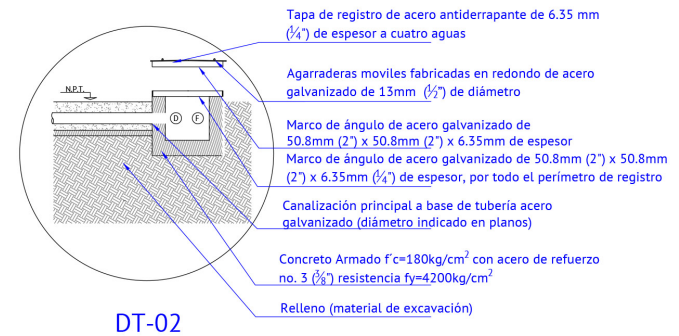 Tapa de registro de acero antiderrapante de 6.35 mm
(¼") de espesor a cuatro aguas
Agarraderas moviles fabricadas en redondo de acero
galvanizado de 13mm (½") de diámetro
N.P.T.
D F
Marco de ángulo de acero galvanizado de
50.8mm (2") x 50.8mm (2") x 6.35mm de espesor
Marco de ángulo de acero galvanizado de 50.8mm (2") x 50.8mm
(2") x 6.35mm (¼") de espesor, por todo el perímetro de registro
Canalización principal a base de tubería acero
galvanizado (diámetro indicado en planos)
Concreto Armado f´c=180kg/cm² con acero de refuerzo
no. 3 (⅜") resistencia fy=4200kg/cm²
Relleno (material de excavación)
DT-02